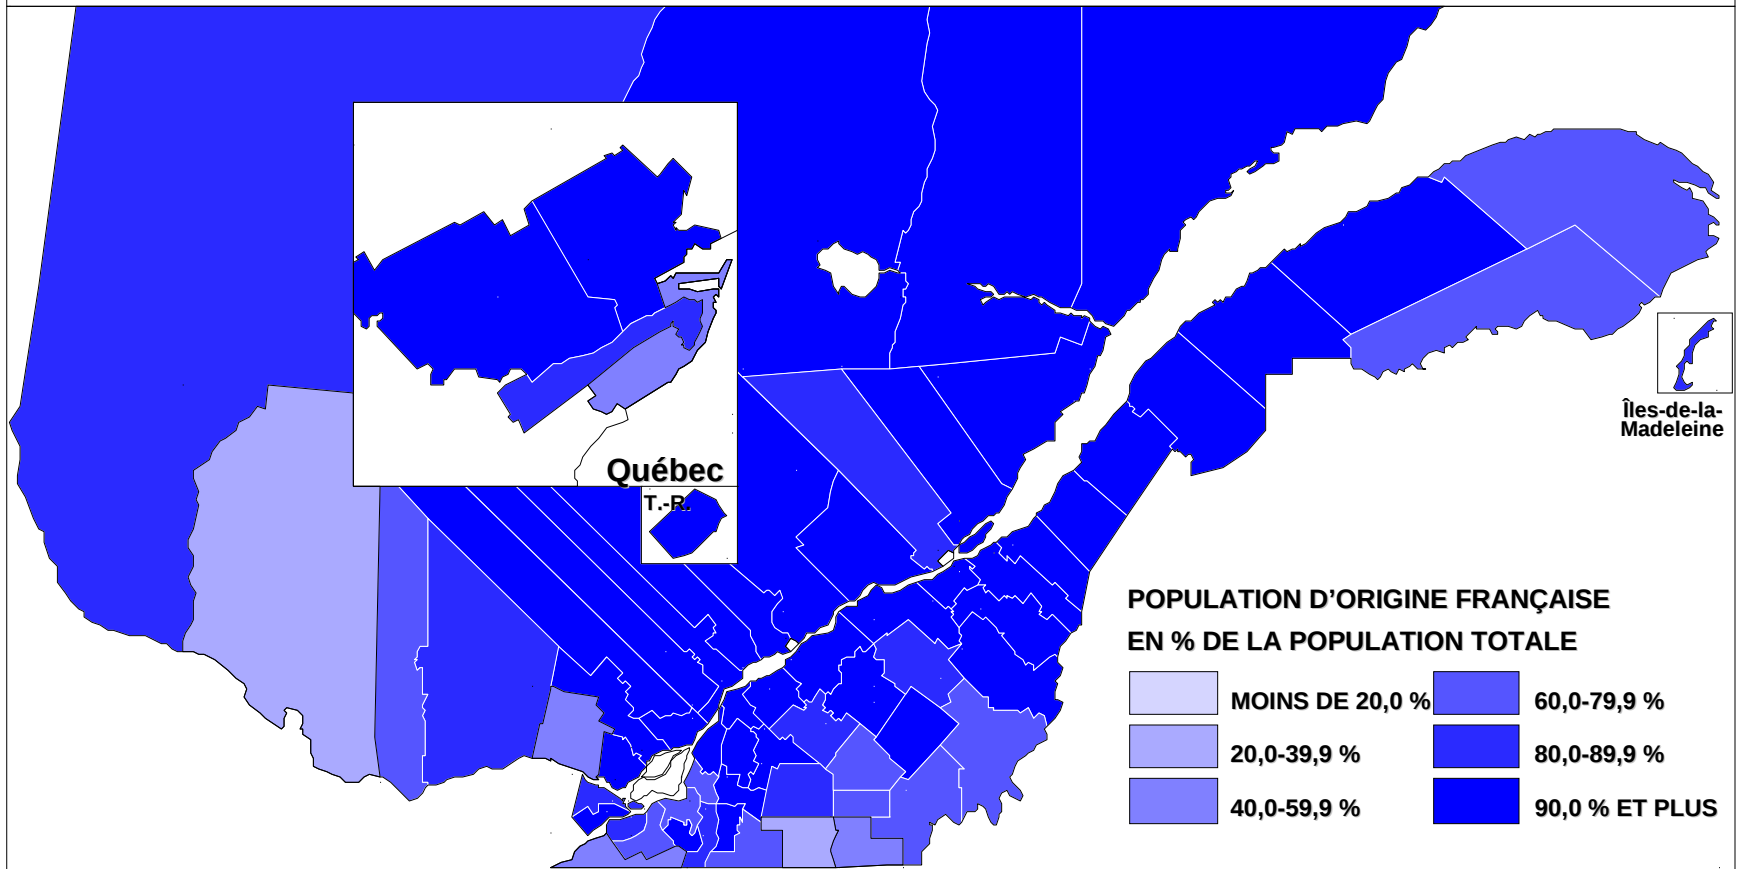 Québec
T.-R.
Îles-de-la-
Madeleine
POPULATION D’ORIGINE FRANÇAISE
EN % DE LA POPULATION TOTALE
MOINS DE 20,0 %
20,0-39,9 %
40,0-59,9 %
60,0-79,9 %
80,0-89,9 %
90,0 % ET PLUS